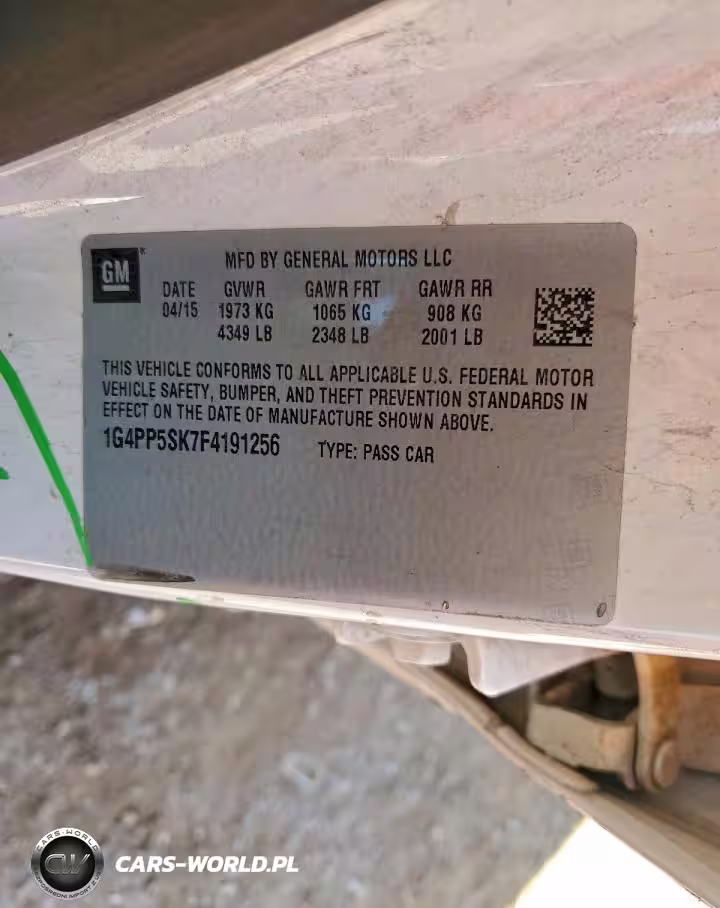 GM®
MFD BY GENERAL MOTORS LLC
DATE GVWR GAWR FRT GAWR RR
04/15 1973 KG 1065 KG 908 KG
4349 LB 2348 LB 2001 LB
THIS VEHICLE CONFORMS TO ALL APPLICABLE U.S. FEDERAL MOTOR
VEHICLE SAFETY, BUMPER, AND THEFT PREVENTION STANDARDS IN
EFFECT ON THE DATE OF MANUFACTURE SHOWN ABOVE.
1G4PP5SK7F4191256 TYPE: PASS CAR
CARS-WORLD
CW
CARS-WORLD.PL